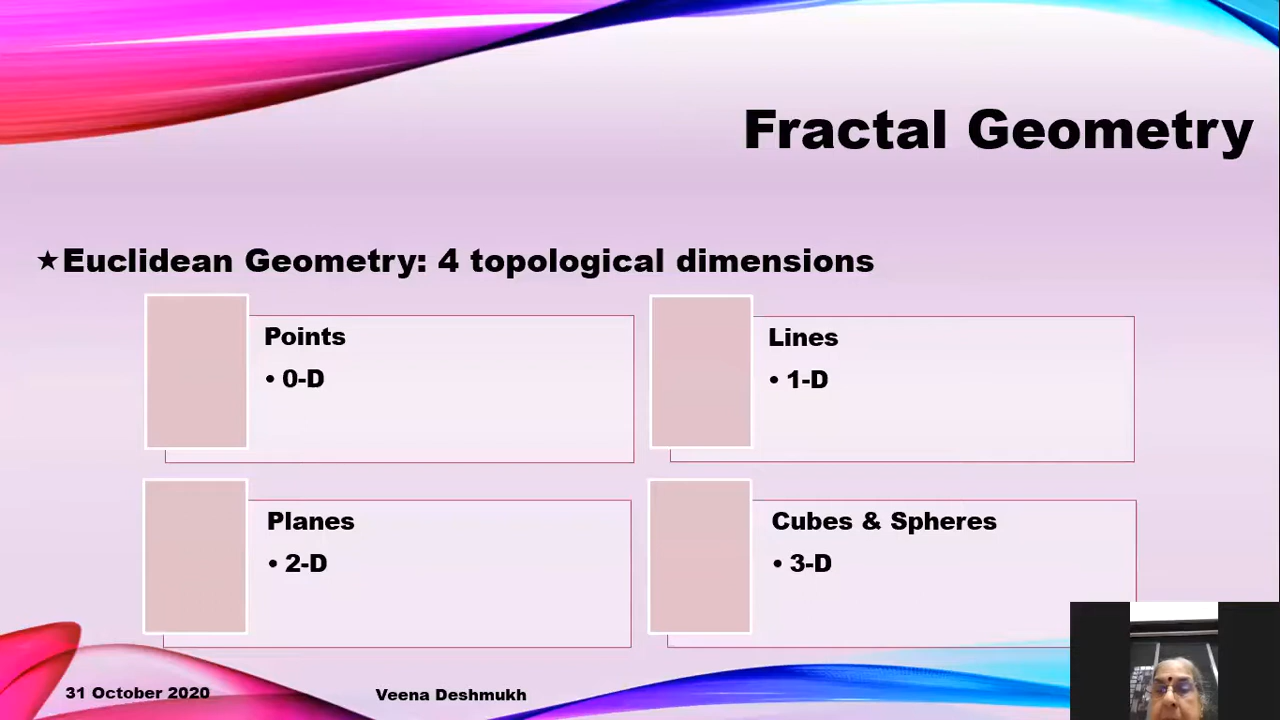 Fractal Geometry
★Euclidean Geometry: 4 topological dimensions
Points
• 0-D
Lines
• 1-D
Planes
• 2-D
Cubes & Spheres
• 3-D
31 October 2020
Veena Deshmukh